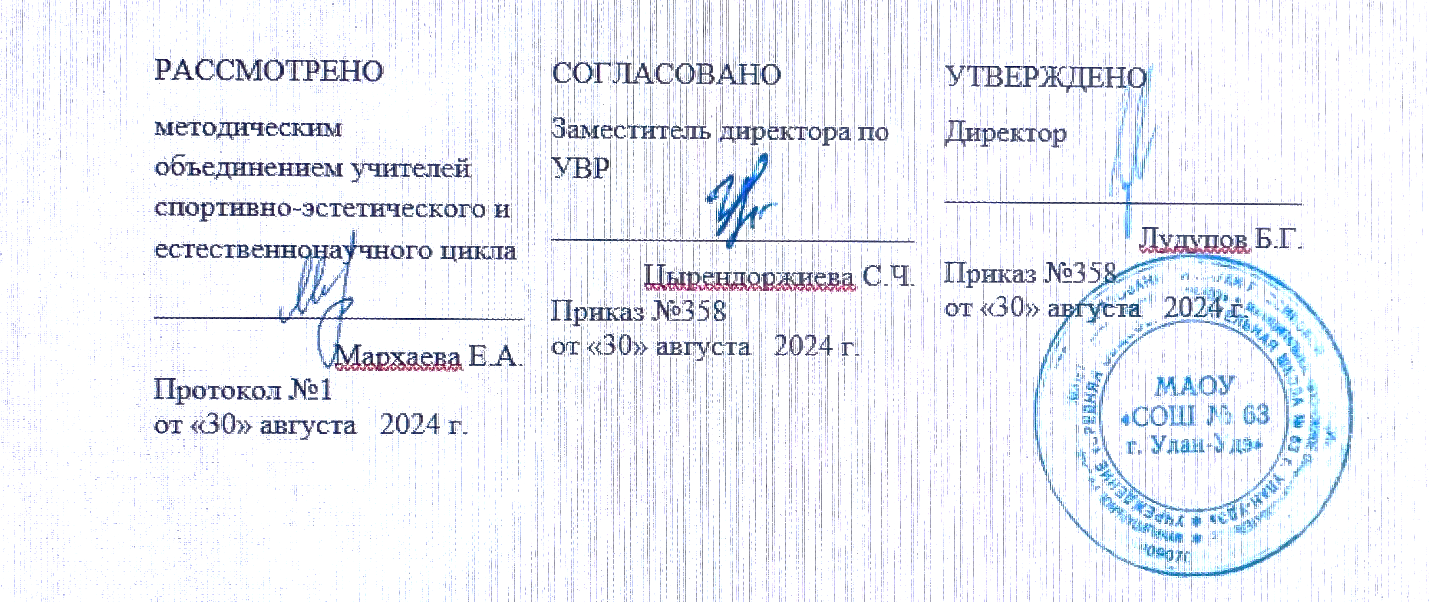 РАССМОТРЕНО
методическим
объединением учителей
спортивно-эстетического и
естественнонаучного цикла
Мархаева Е.А.
Протокол №1
от «30» августа 2024 г.
СОГЛАСОВАНО
Заместитель директора по
УВР
Цырендоржиева С.Ч.
Приказ №358
от «30» августа 2024 г.
УТВЕРЖДЕНО
Директор
Лудупов Б.Г.
Приказ №358
от «30» августа 2024 г.
МАОУ
«СОШ № 63
г. Улан-Удэ»